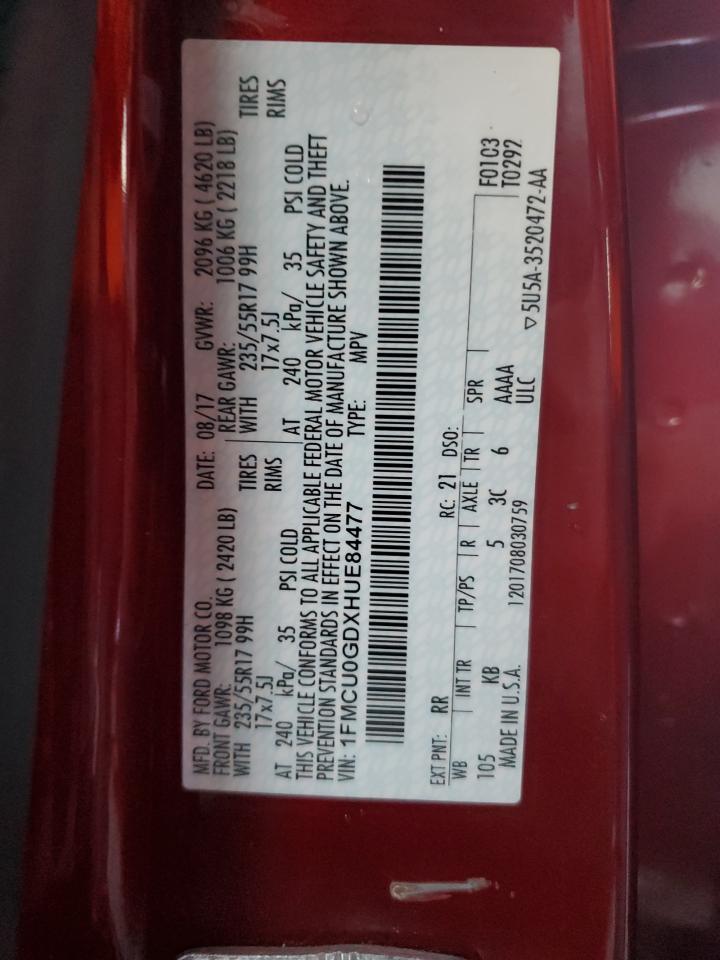 MFD. BY FORD MOTOR CO.
DATE: 08/17 GVWR: 2096 KG ( 4620 LB)
FRONT GAWR: 1098 KG ( 2420 LB)
REAR GAWR: 1006 KG ( 2218 LB)
WITH 235/55R17 99H TIRES
WITH 235/55R17 99H TIRES
17x7.5J RIMS
17x7.5J RIMS
AT 240 kPa/ 35 PSI COLD
AT 240 kPa/ 35 PSI COLD
THIS VEHICLE CONFORMS TO ALL APPLICABLE FEDERAL MOTOR VEHICLE SAFETY AND THEFT
PREVENTION STANDARDS IN EFFECT ON THE DATE OF MANUFACTURE SHOWN ABOVE.
VIN: 1FMCU0GDXHUE84477 TYPE: MPV
EXT PNT: RR RC: 21 DSO:
WB INT TR TP/PS R AXLE TR SPR F0103
105 KB 5 3C 6 AAAA T0292
MADE IN U.S.A. 1201708030759 ULC
▽5U5A-3520472-AA